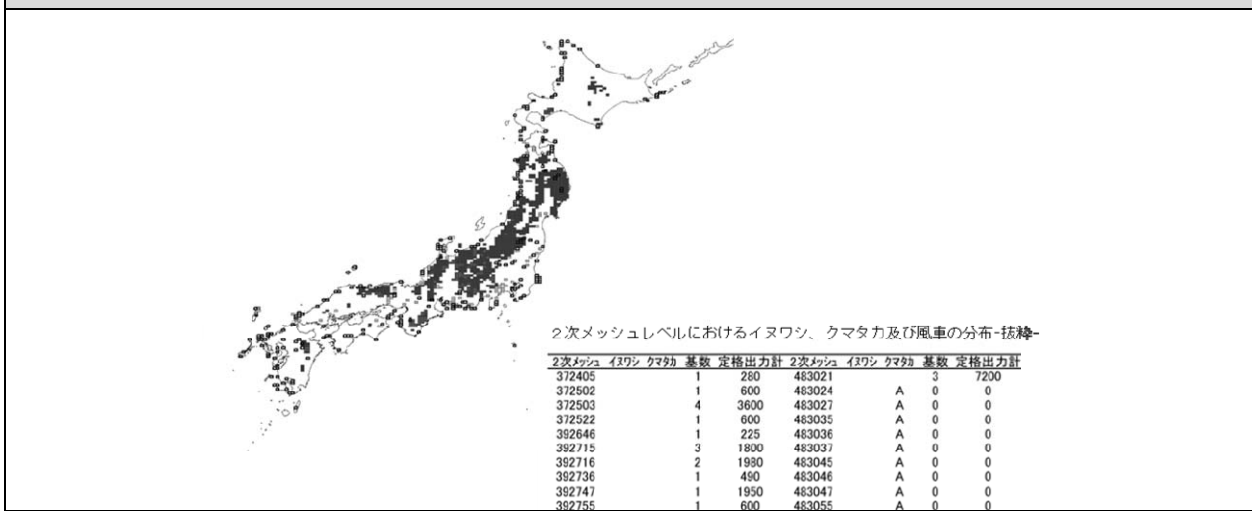 2次メッシュレベルにおけるイヌワシ、クマタカ及び風車の分布-抜粋-
2次メッシュ イヌワシ クマタカ 基数 定格出力計 2次メッシュ イヌワシ クマタカ 基数 定格出力計
372405 1 280 483021 3 7200
372502 1 600 483024 A 0 0
372503 4 3600 483027 A 0 0
372522 1 600 483035 A 0 0
392646 1 225 483036 A 0 0
392715 3 1800 483037 A 0 0
392716 2 1980 483045 A 0 0
392736 1 490 483046 A 0 0
392747 1 1950 483047 A 0 0
392755 1 600 483055 A 0 0